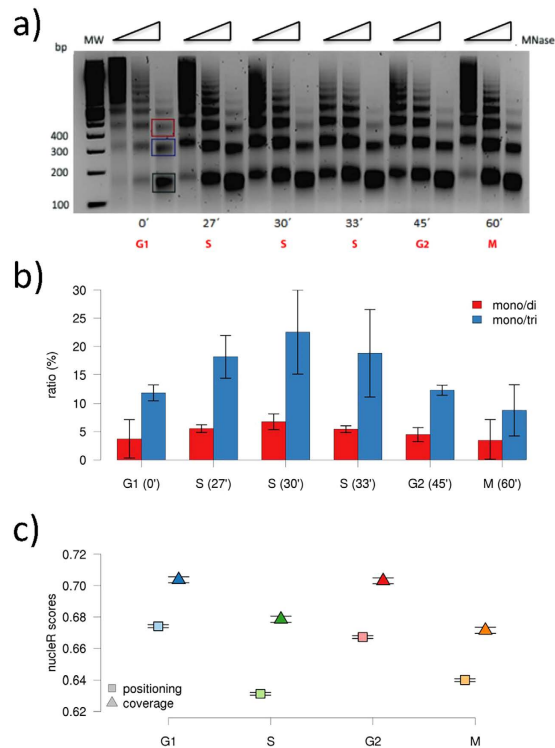 a)
MW
MNase
bp
400
300
200
100
0′ 27′ 30′ 33′ 45′ 60′
G1 S S S G2 M
b)
30
25
20
15
10
5
0
ratio (%)
mono/di
mono/tri
G1 (0') S (27') S (30') S (33') G2 (45') M (60')
c)
0.72
0.70
0.68
0.66
0.64
0.62
nucleR scores
positioning
coverage
G1 S G2 M